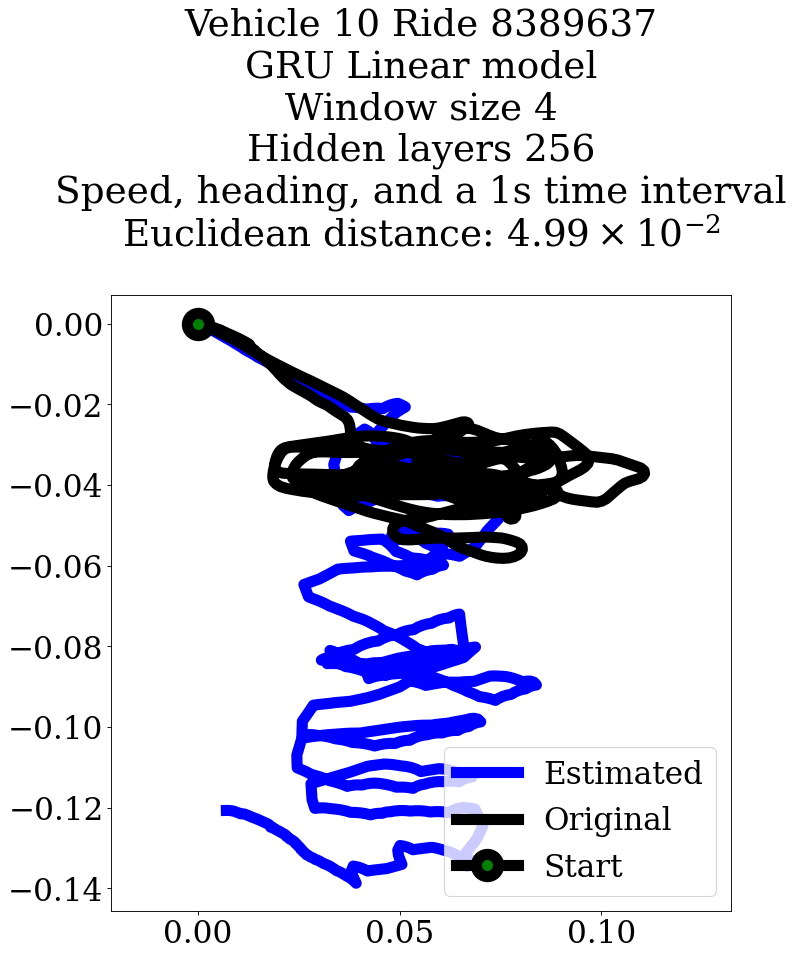 Vehicle 10 Ride 8389637
GRU Linear model
Window size 4
Hidden layers 256
Speed, heading, and a 1s time interval
Euclidean distance: 4.99 × 10⁻²
0.00
−0.02
−0.04
−0.06
−0.08
−0.10
−0.12
−0.14
Estimated
Original
Start
0.00 0.05 0.10